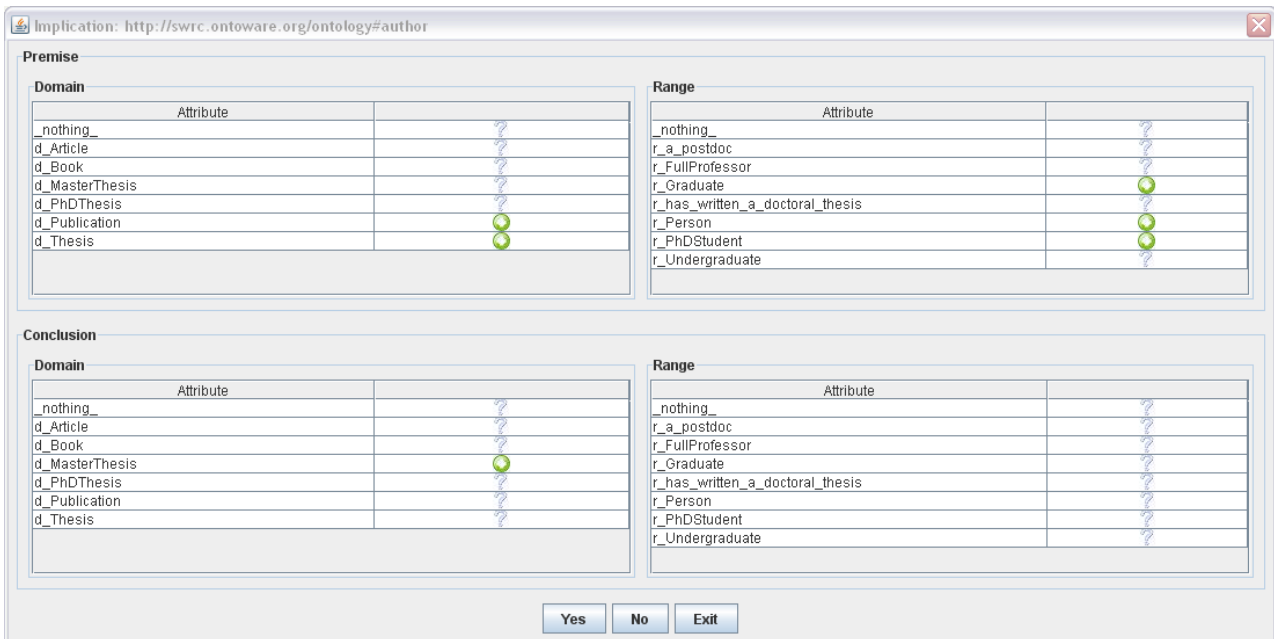 Implication: http://swrc.ontoware.org/ontology#author
Premise
Domain
Attribute
_nothing_
d_Article
d_Book
d_MasterThesis
d_PhDThesis
d_Publication
d_Thesis
Range
Attribute
_nothing_
r_a_postdoc
r_FullProfessor
r_Graduate
r_has_written_a_doctoral_thesis
r_Person
r_PhDStudent
r_Undergraduate
Conclusion
Domain
Attribute
_nothing_
d_Article
d_Book
d_MasterThesis
d_PhDThesis
d_Publication
d_Thesis
Range
Attribute
_nothing_
r_a_postdoc
r_FullProfessor
r_Graduate
r_has_written_a_doctoral_thesis
r_Person
r_PhDStudent
r_Undergraduate
Yes No Exit